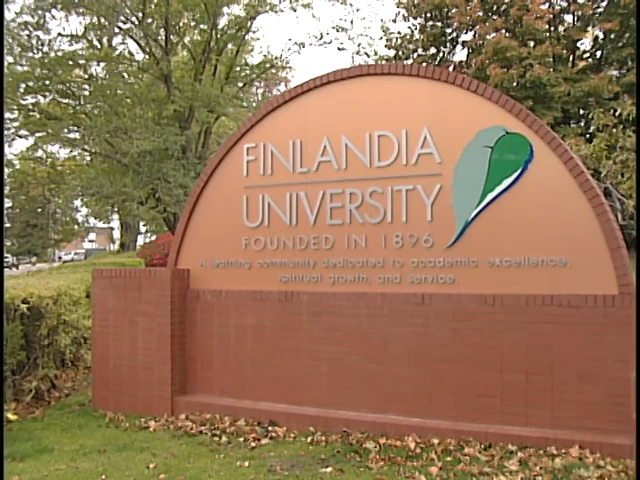 FINLANDIA
UNIVERSITY
FOUNDED IN 1896
A learning community dedicated to academic excellence,
spiritual growth, and service.